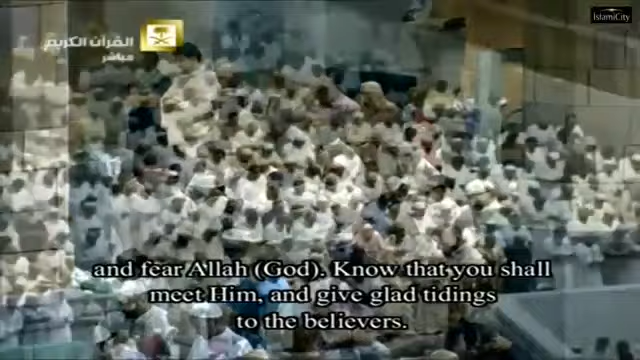 القرآن الكريم
مباشر
IslamiCity
and fear Allah (God). Know that you shall
meet Him, and give glad tidings
to the believers.